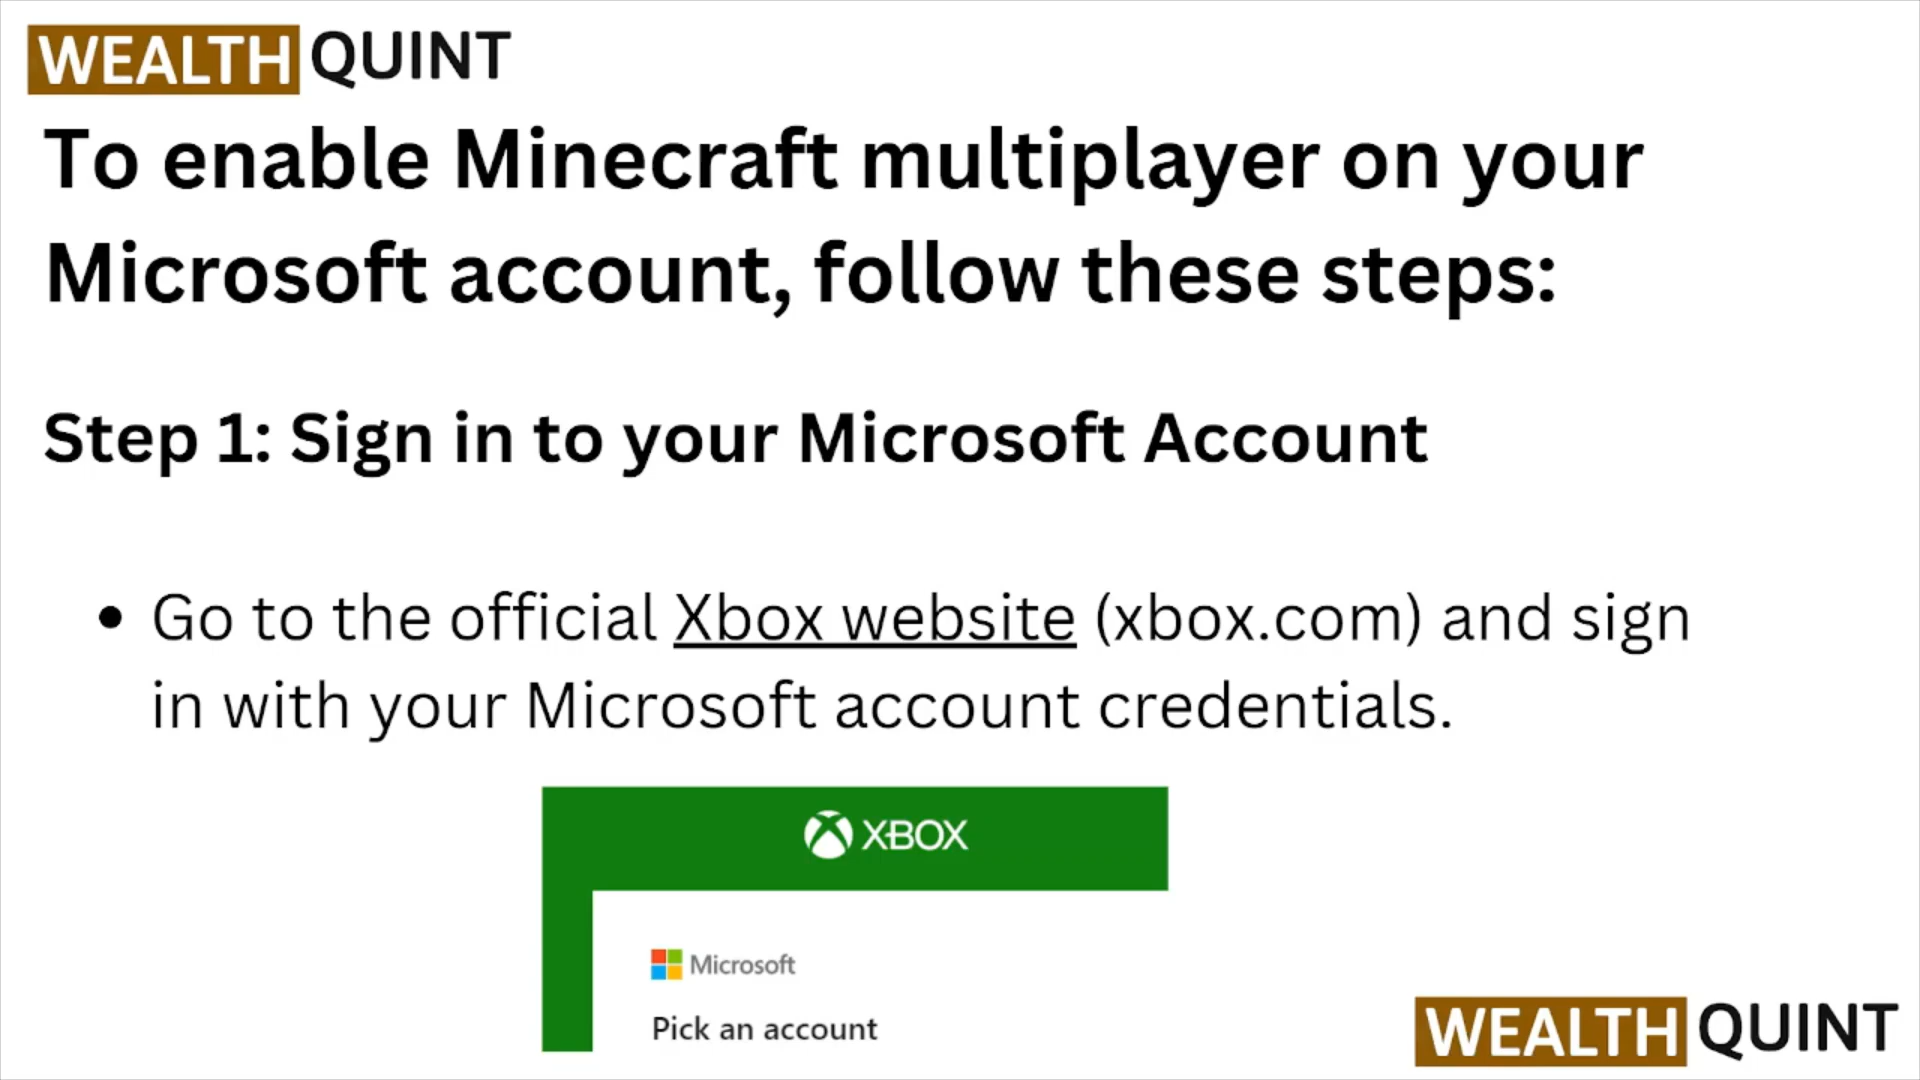 WEALTH QUINT
To enable Minecraft multiplayer on your
Microsoft account, follow these steps:
Step 1: Sign in to your Microsoft Account
• Go to the official Xbox website (xbox.com) and sign
in with your Microsoft account credentials.
XBOX
Microsoft
Pick an account
WEALTH QUINT